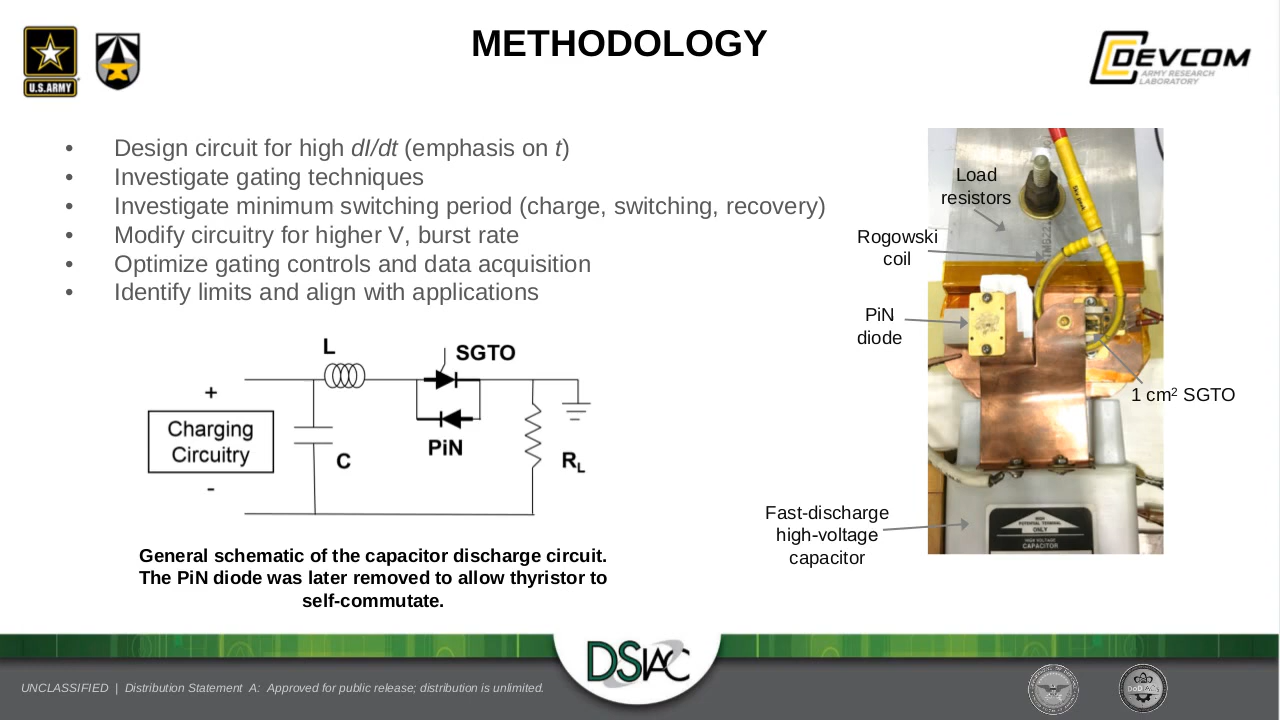 METHODOLOGY
U.S.ARMY
DEVCOM
ARMY RESEARCH
LABORATORY
• Design circuit for high dI/dt (emphasis on t)
• Investigate gating techniques
• Investigate minimum switching period (charge, switching, recovery)
• Modify circuitry for higher V, burst rate
• Optimize gating controls and data acquisition
• Identify limits and align with applications
L
SGTO
+
Charging
Circuitry
-
C
PiN
RL
General schematic of the capacitor discharge circuit.
The PiN diode was later removed to allow thyristor to
self-commutate.
Load
resistors
Rogowski
coil
PiN
diode
1 cm² SGTO
Fast-discharge
high-voltage
capacitor
HIGH
POTENTIAL TERMINAL
ONLY
HIGH VOLTAGE
CAPACITOR
DSIAC
UNCLASSIFIED | Distribution Statement A: Approved for public release; distribution is unlimited.